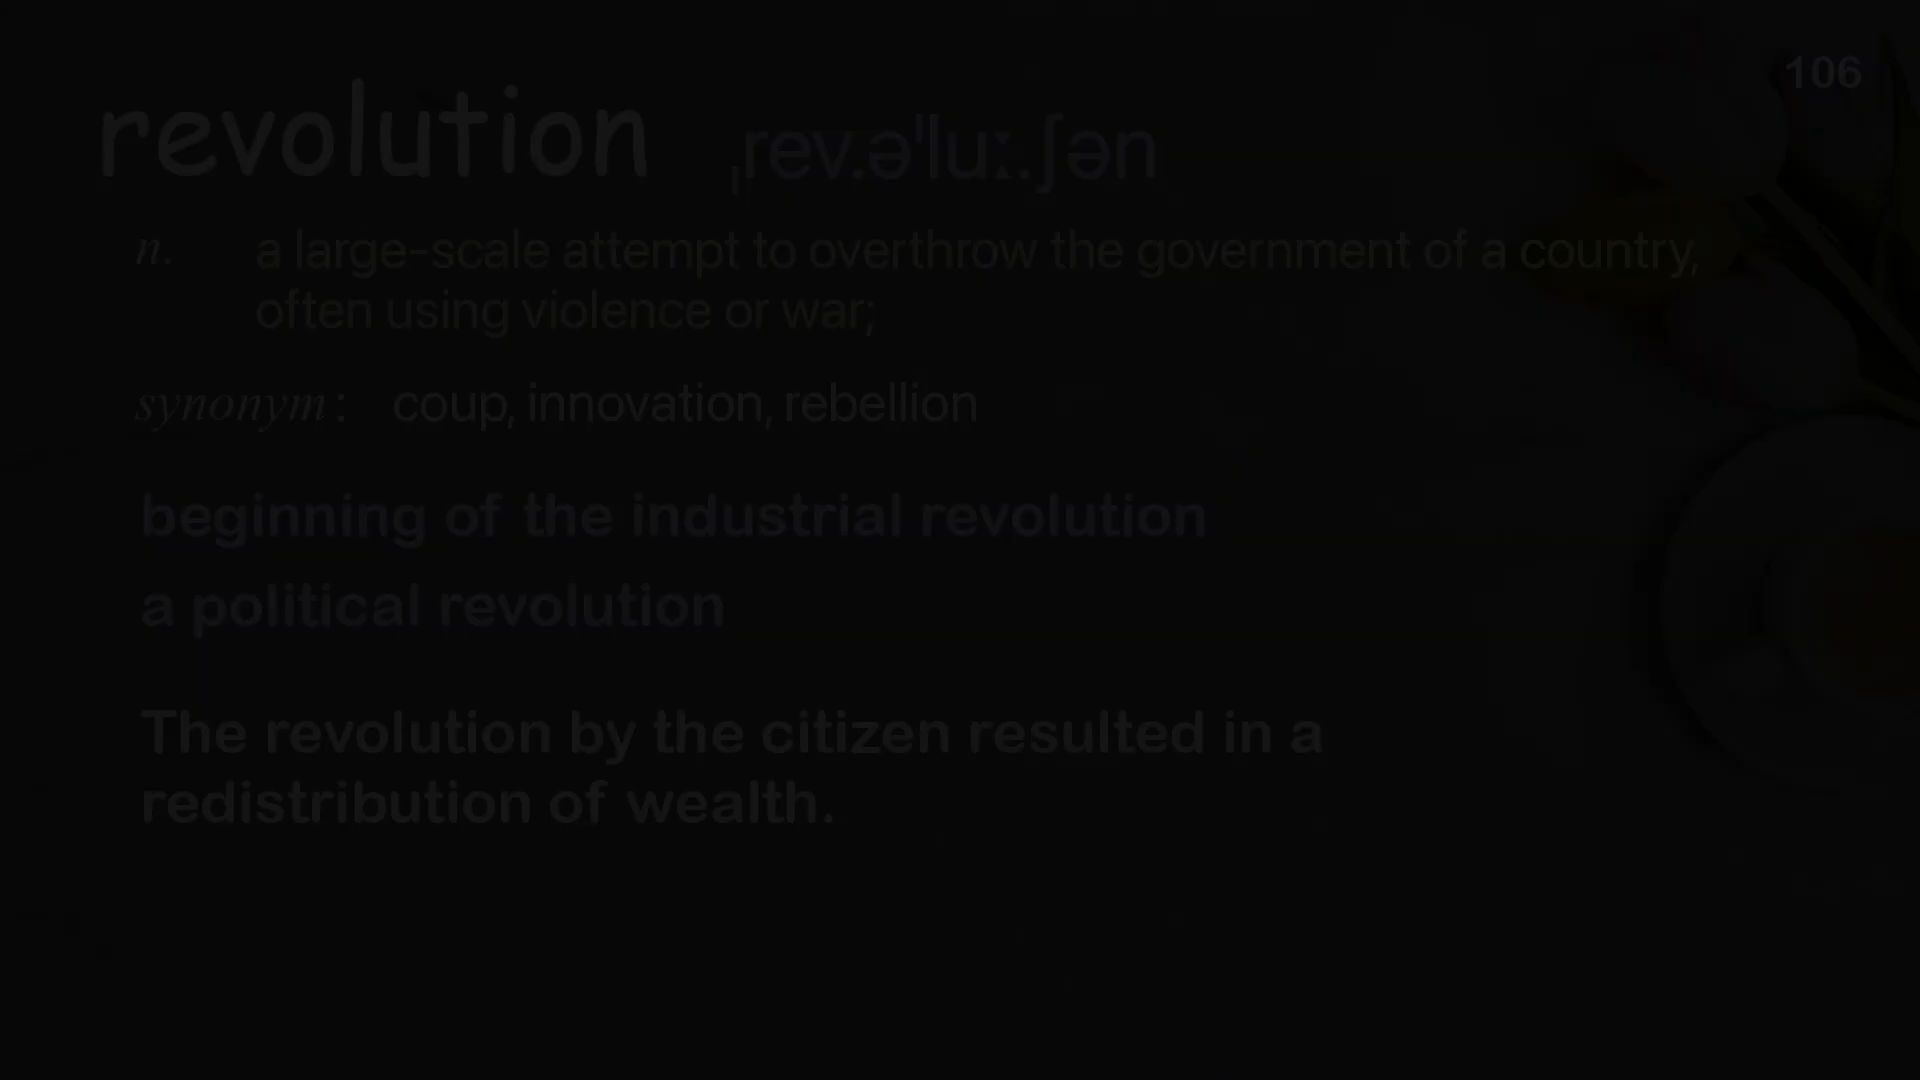 106
revolution ˌrev.əˈluː.ʃən
n. a large-scale attempt to overthrow the government of a country,
often using violence or war;
synonym: coup, innovation, rebellion
beginning of the industrial revolution
a political revolution
The revolution by the citizen resulted in a
redistribution of wealth.